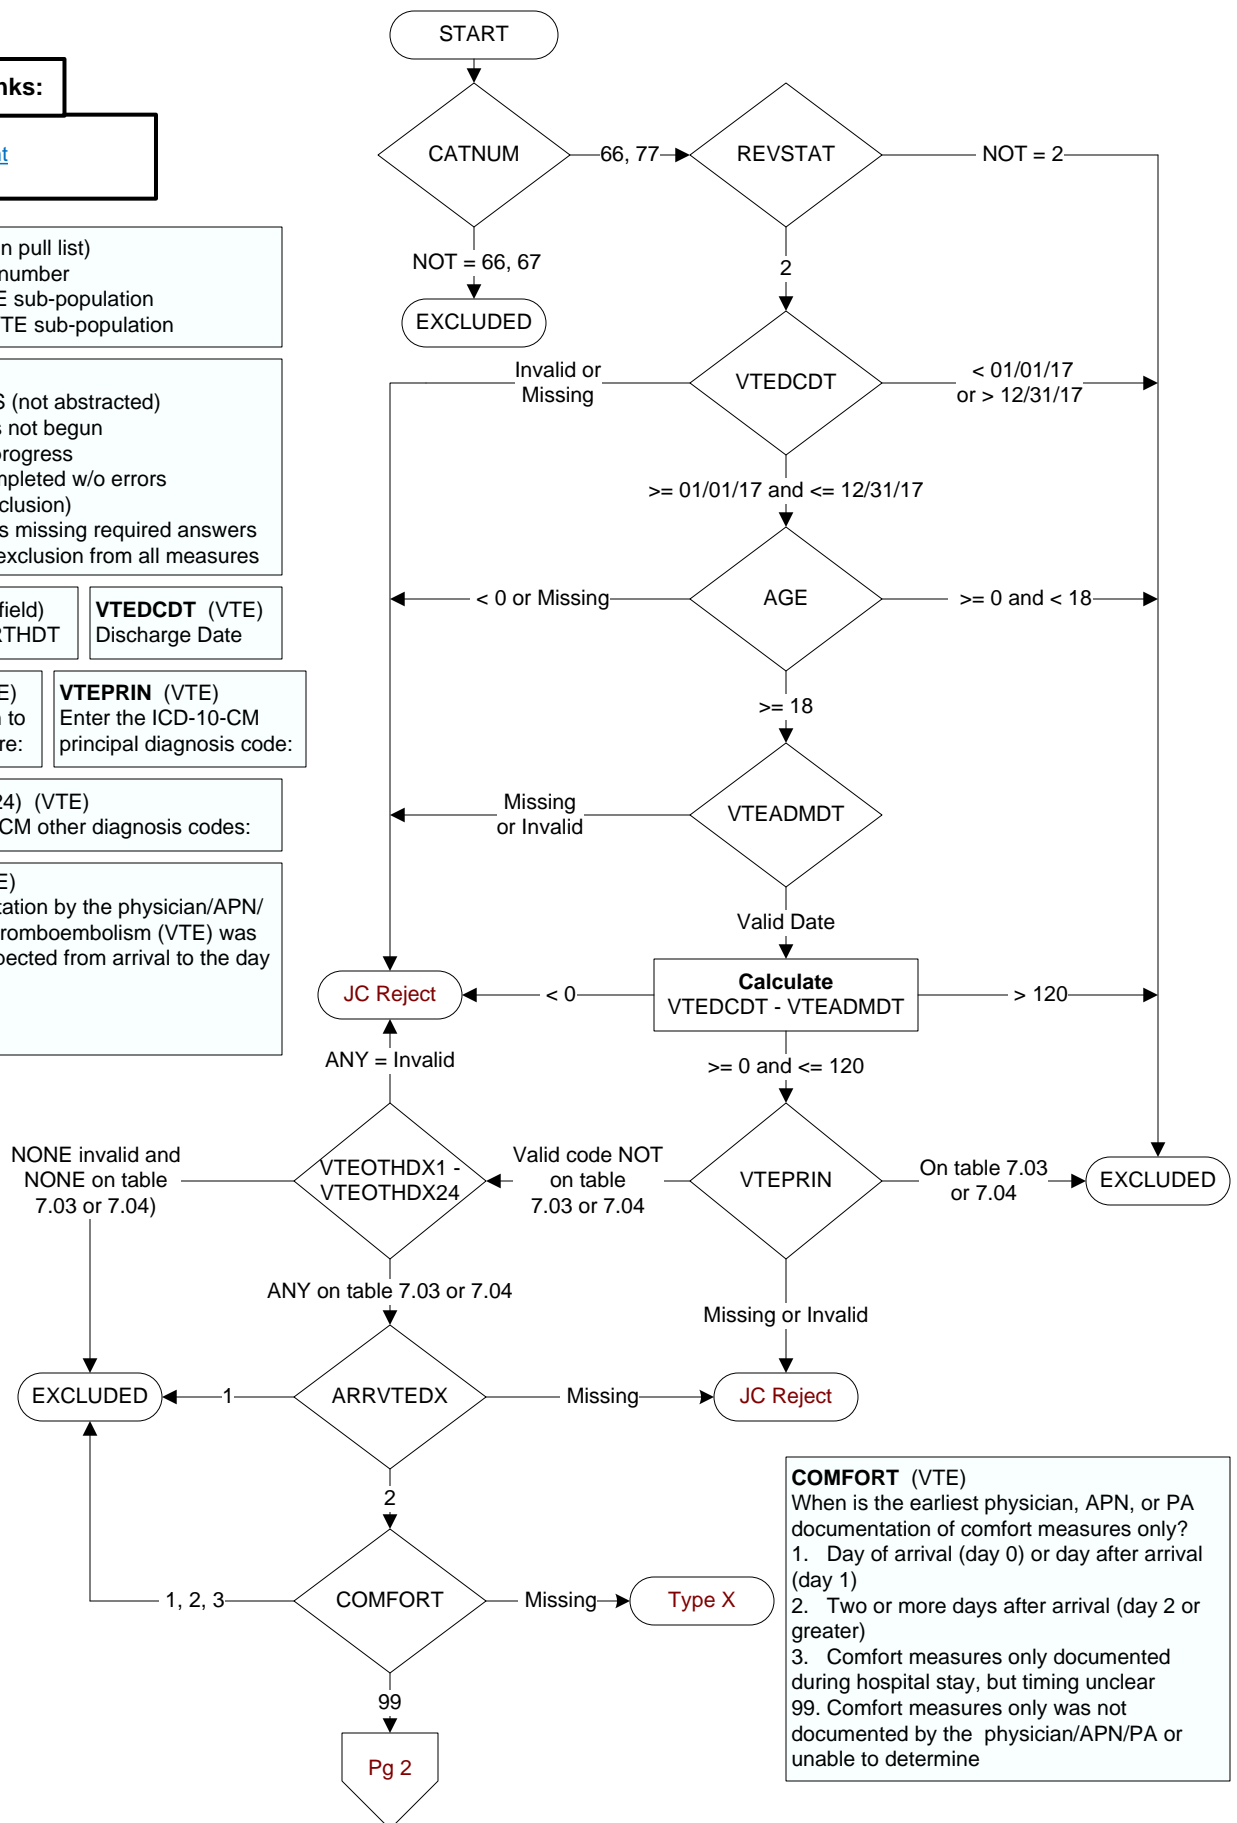 START
nks:
nt
CATNUM
66, 77
REVSTAT
NOT = 2
NOT = 66, 67
EXCLUDED
2
n pull list)
number
E sub-population
TE sub-population
VTEDCDT
Invalid or
Missing
< 01/01/17
or > 12/31/17
S (not abstracted)
s not begun
progress
mpleted w/o errors
clusion)
s missing required answers
exclusion from all measures
>= 01/01/17 and <= 12/31/17
AGE
< 0 or Missing
>= 0 and < 18
field)
RTHDT
VTEDCDT (VTE)
Discharge Date
E)
n to
re:
VTEPRIN (VTE)
Enter the ICD-10-CM
principal diagnosis code:
>= 18
24) (VTE)
CM other diagnosis codes:
VTEADMDT
Missing
or Invalid
E)
tation by the physician/APN/
romboembolism (VTE) was
pected from arrival to the day
Valid Date
Calculate
VTEDCDT - VTEADMDT
< 0
> 120
JC Reject
ANY = Invalid
>= 0 and <= 120
VTEPRIN
On table 7.03
or 7.04
EXCLUDED
Valid code NOT
on table
7.03 or 7.04
VTEOTHDX1 -
VTEOTHDX24
NONE invalid and
NONE on table
7.03 or 7.04)
ANY on table 7.03 or 7.04
Missing or Invalid
EXCLUDED
1
ARRVTEDX
Missing
JC Reject
2
COMFORT
1, 2, 3
Missing
Type X
99
Pg 2
COMFORT (VTE)
When is the earliest physician, APN, or PA
documentation of comfort measures only?
1. Day of arrival (day 0) or day after arrival
(day 1)
2. Two or more days after arrival (day 2 or
greater)
3. Comfort measures only documented
during hospital stay, but timing unclear
99. Comfort measures only was not
documented by the physician/APN/PA or
unable to determine